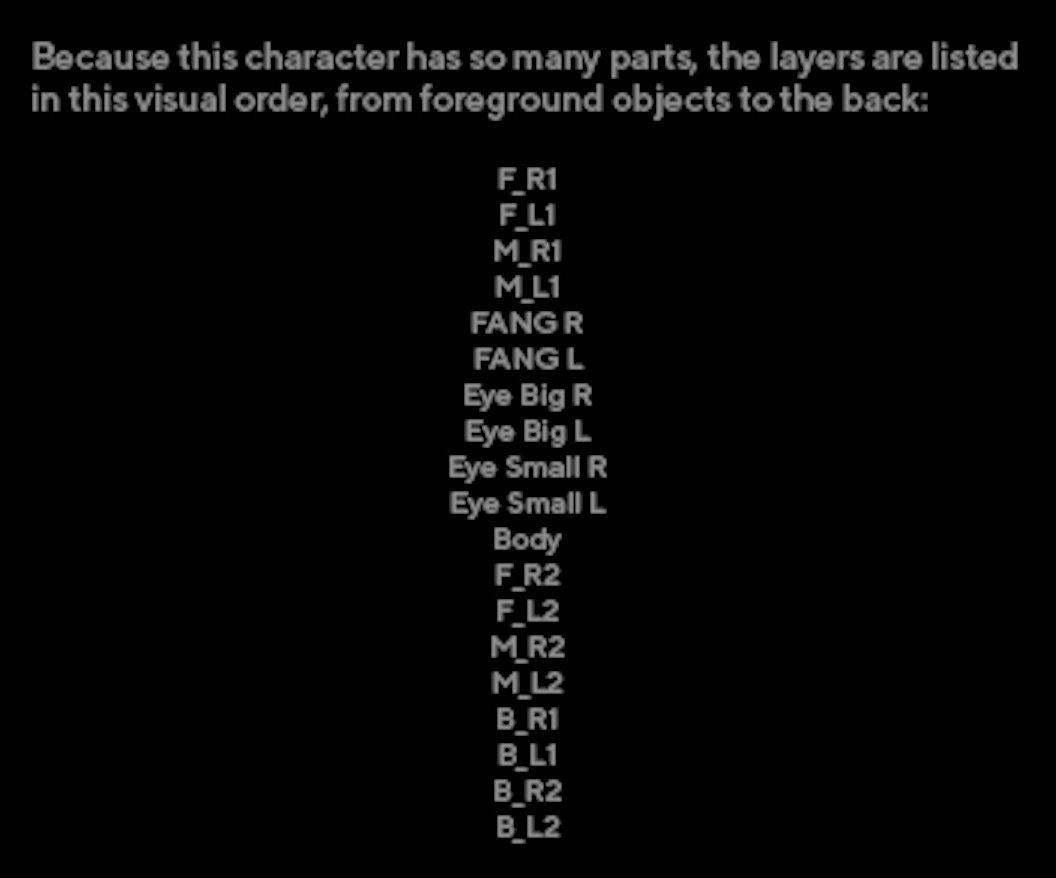 Because this character has so many parts, the layers are listed
in this visual order, from foreground objects to the back:
F_R1
F_L1
M_R1
M_L1
FANG R
FANG L
Eye Big R
Eye Big L
Eye Small R
Eye Small L
Body
F_R2
F_L2
M_R2
M_L2
B_R1
B_L1
B_R2
B_L2